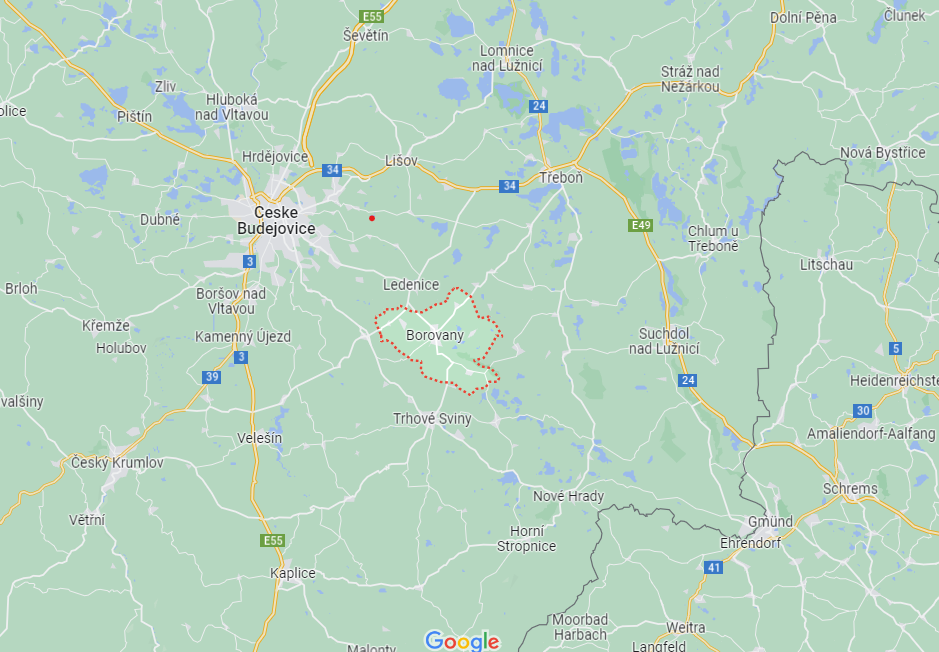 E55
Dolní Pěna
Člunek
Ševětín
Lomnice
nad Lužnicí
Stráž nad
Nežárkou
Zliv
Hluboká
nad Vltavou
24
olice
Pištín
Nová Bystřice
Hrdějovice
34
Lišov
34
Třeboň
Dubné
Ceske
Budejovice
E49
Chlum u
Třeboně
3
Litschau
Brloh
Ledenice
Boršov nad
Vltavou
Křemže
Kamenný Újezd
Borovany
Suchdol
nad Lužnicí
Holubov
3
5
39
24
Heidenreichste
valšiny
30
Trhové Sviny
Velešín
Amaliendorf-Aalfang
Český Krumlov
Schrems
Nové Hrady
Větřní
Gmünd
Horní
Stropnice
E55
Ehrendorf
Kaplice
41
Moorbad
Harbach
Weitra
Google
Malonty
Langfeld